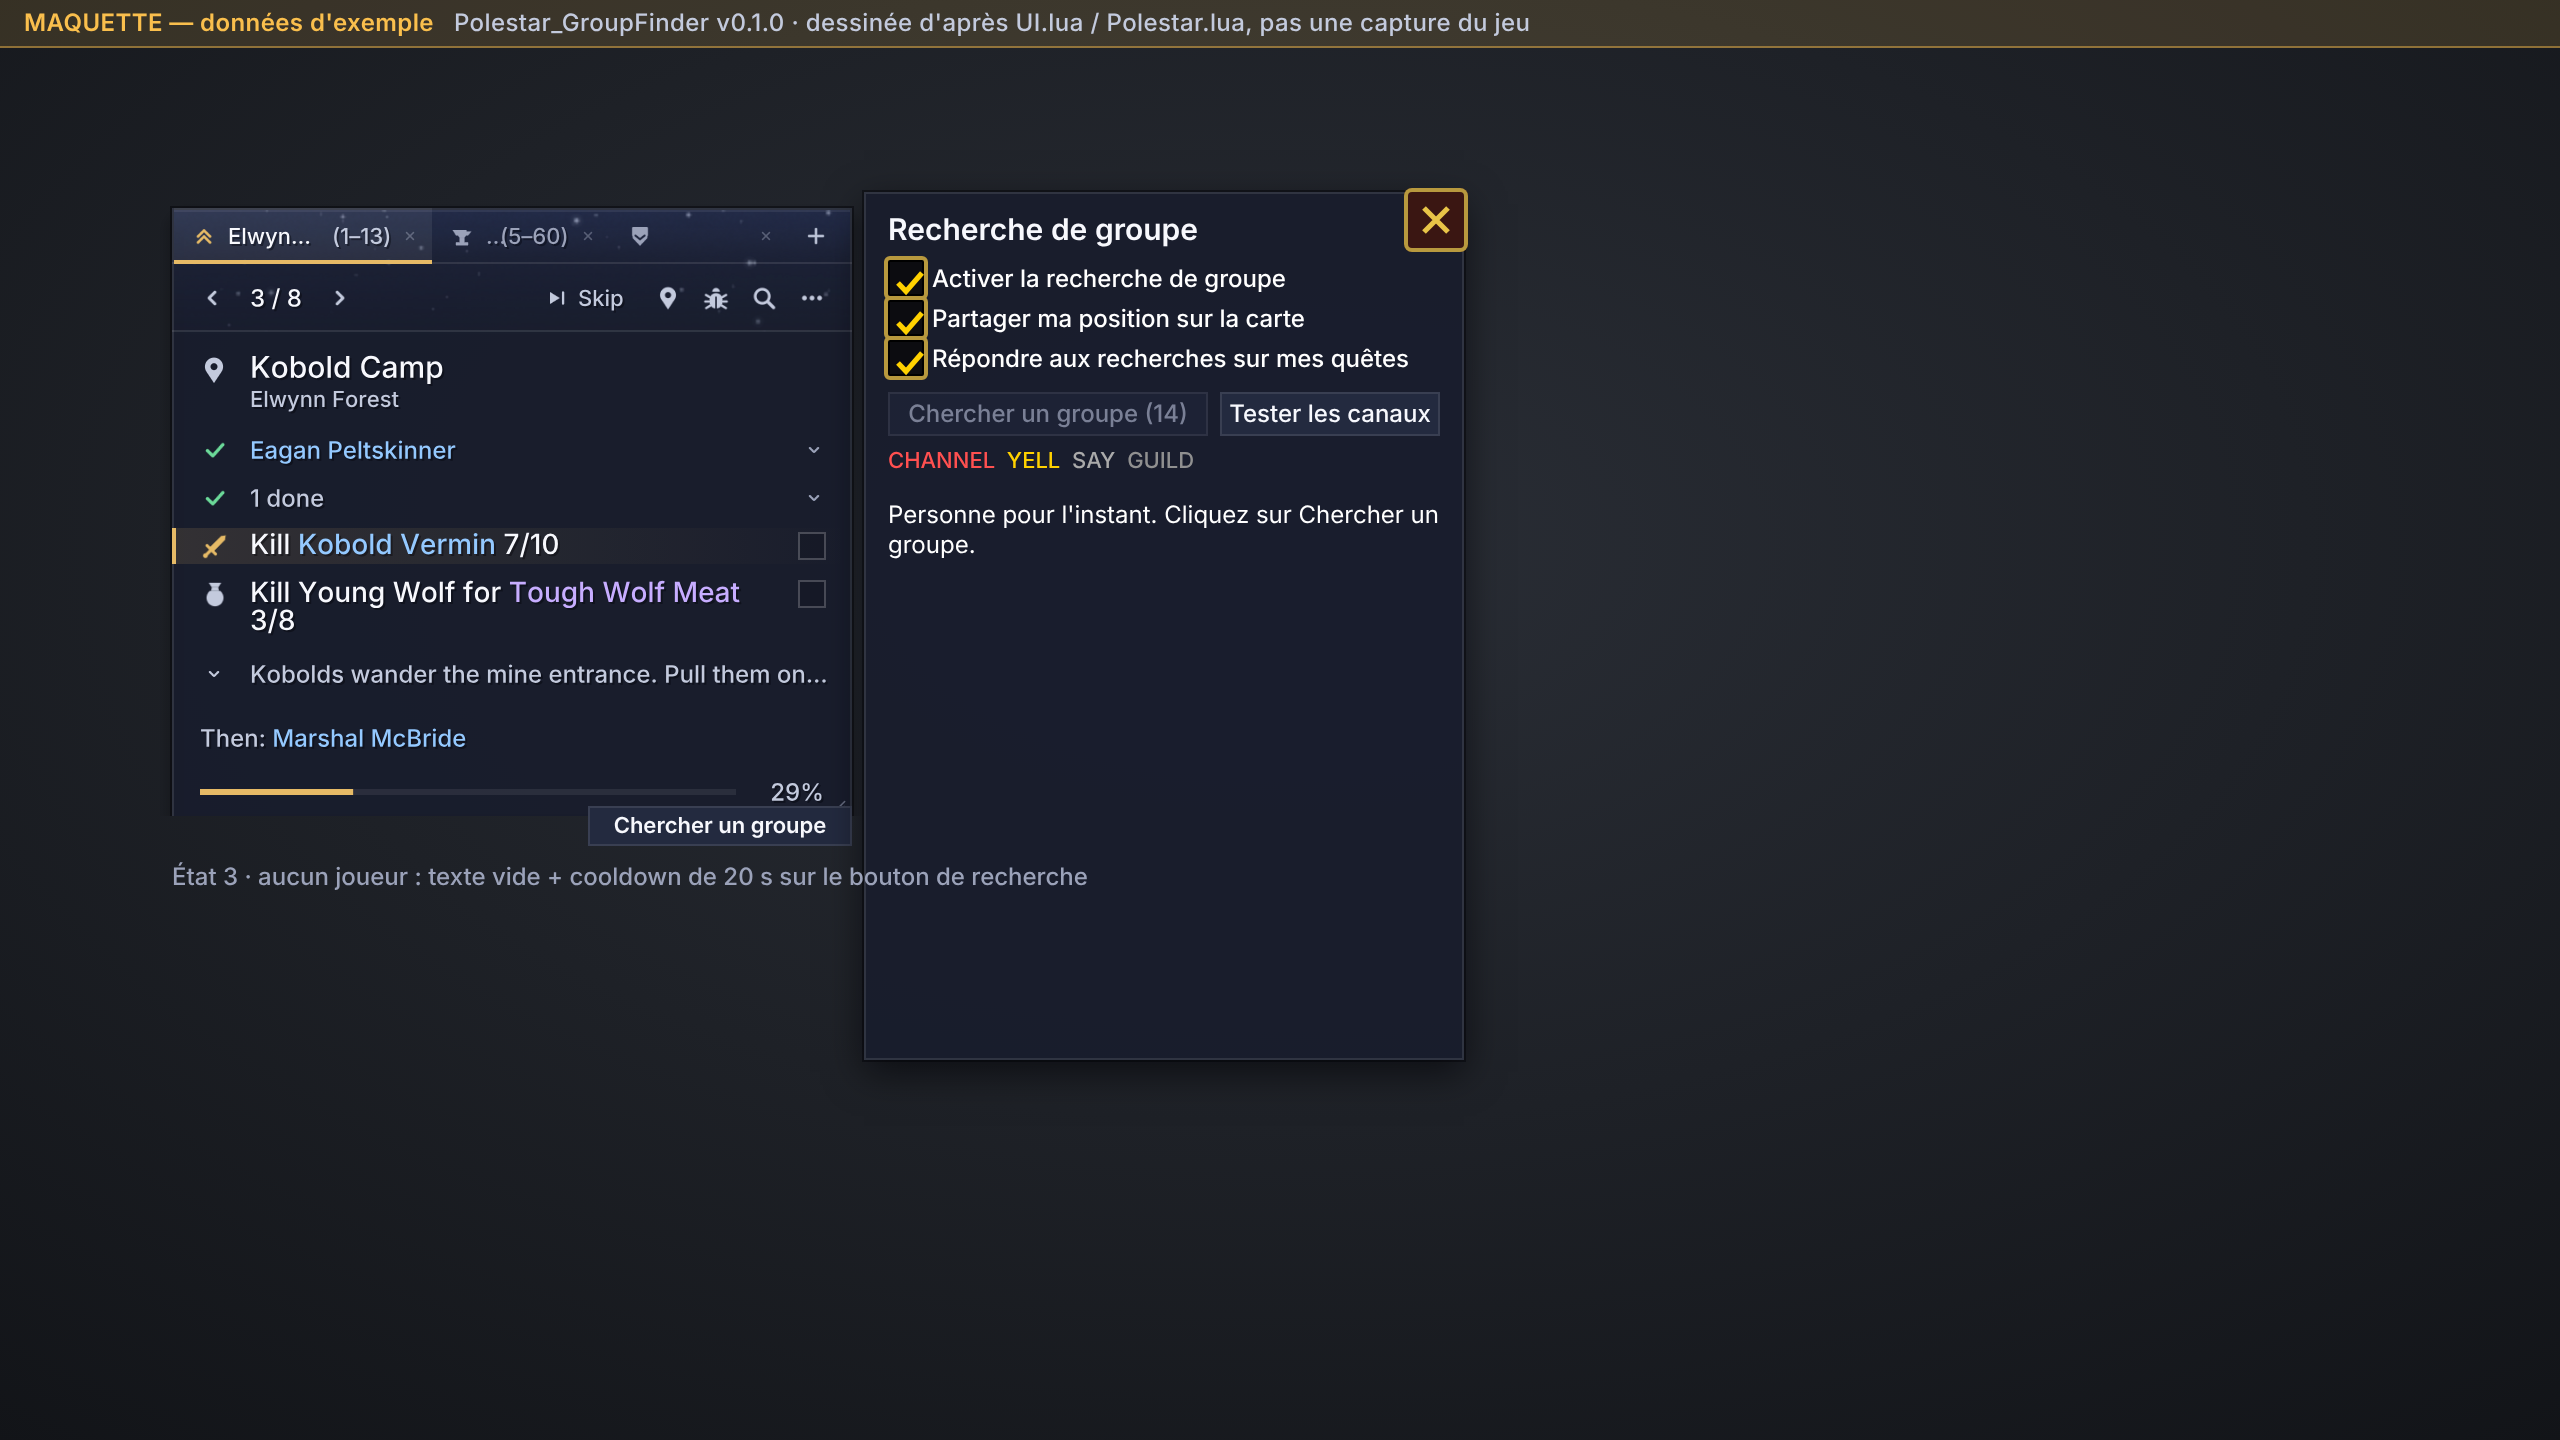 MAQUETTE — données d'exemple Polestar_GroupFinder v0.1.0 · dessinée d'après UI.lua / Polestar.lua, pas une capture du jeu
Elwyn... (1–13) × ...(5–60) × × +
3 / 8 Skip
Kobold Camp
Elwynn Forest
Eagan Peltskinner
1 done
Kill Kobold Vermin 7/10
Kill Young Wolf for Tough Wolf Meat
3/8
Kobolds wander the mine entrance. Pull them on...
Then: Marshal McBride
29%
Chercher un groupe
Recherche de groupe
Activer la recherche de groupe
Partager ma position sur la carte
Répondre aux recherches sur mes quêtes
Chercher un groupe (14) Tester les canaux
CHANNEL YELL SAY GUILD
Personne pour l'instant. Cliquez sur Chercher un
groupe.
État 3 · aucun joueur : texte vide + cooldown de 20 s sur le bouton de recherche